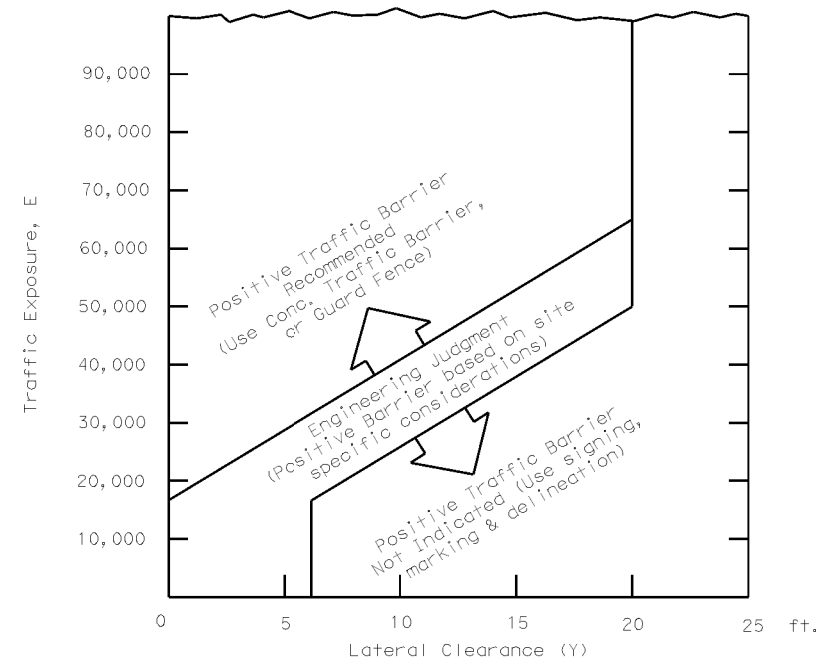 90,000
80,000
70,000
60,000
50,000
40,000
30,000
20,000
10,000
Traffic Exposure, E
Positive Traffic Barrier
Recommended
(Use Conc. Traffic Barrier,
or Guard Fence)
Engineering Judgment
(Positive Barrier based on site
specific considerations)
Positive Traffic Barrier
Not Indicated (Use signing,
marking & delineation)
0 5 10 15 20 25 ft.
Lateral Clearance (Y)